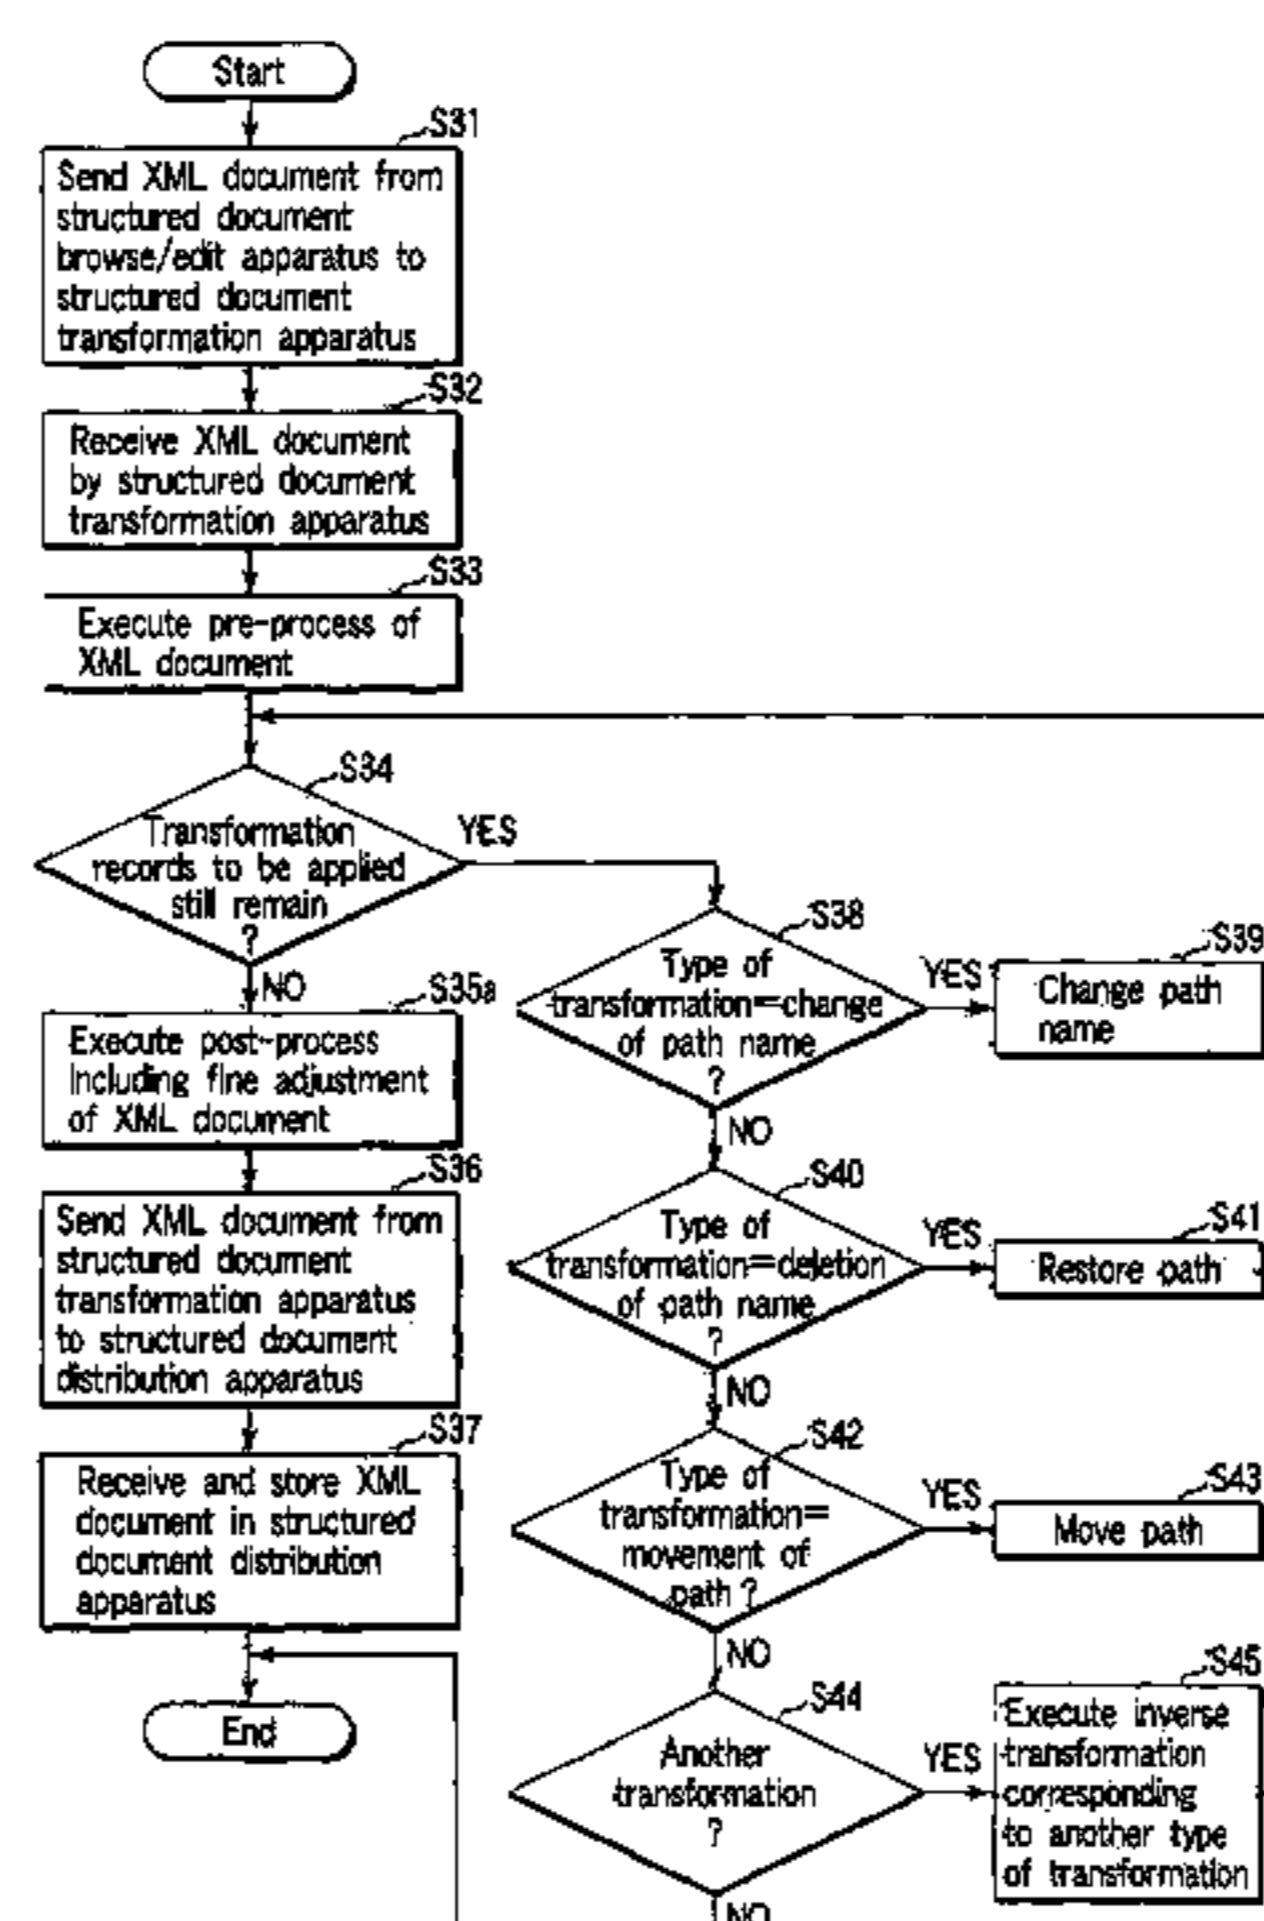 Start
S31
Send XML document from
structured document
browse/edit apparatus to
structured document
transformation apparatus
S32
Receive XML document
by structured document
transformation apparatus
S33
Execute pre-process of
XML document
S34
Transformation
records to be applied
still remain
?
YES
NO
S35a
Execute post-process
including fine adjustment
of XML document
S36
Send XML document from
structured document
transformation apparatus
to structured document
distribution apparatus
S37
Receive and store XML
document in structured
document distribution
apparatus
End
S38
Type of
transformation=change
of path name
?
YES
S39
Change path
name
NO
S40
Type of
transformation=deletion
of path name
?
YES
S41
Restore path
NO
S42
Type of
transformation=
movement of
path ?
YES
S43
Move path
NO
S44
Another
transformation
?
YES
S45
Execute inverse
transformation
corresponding
to another type
of transformation
NO